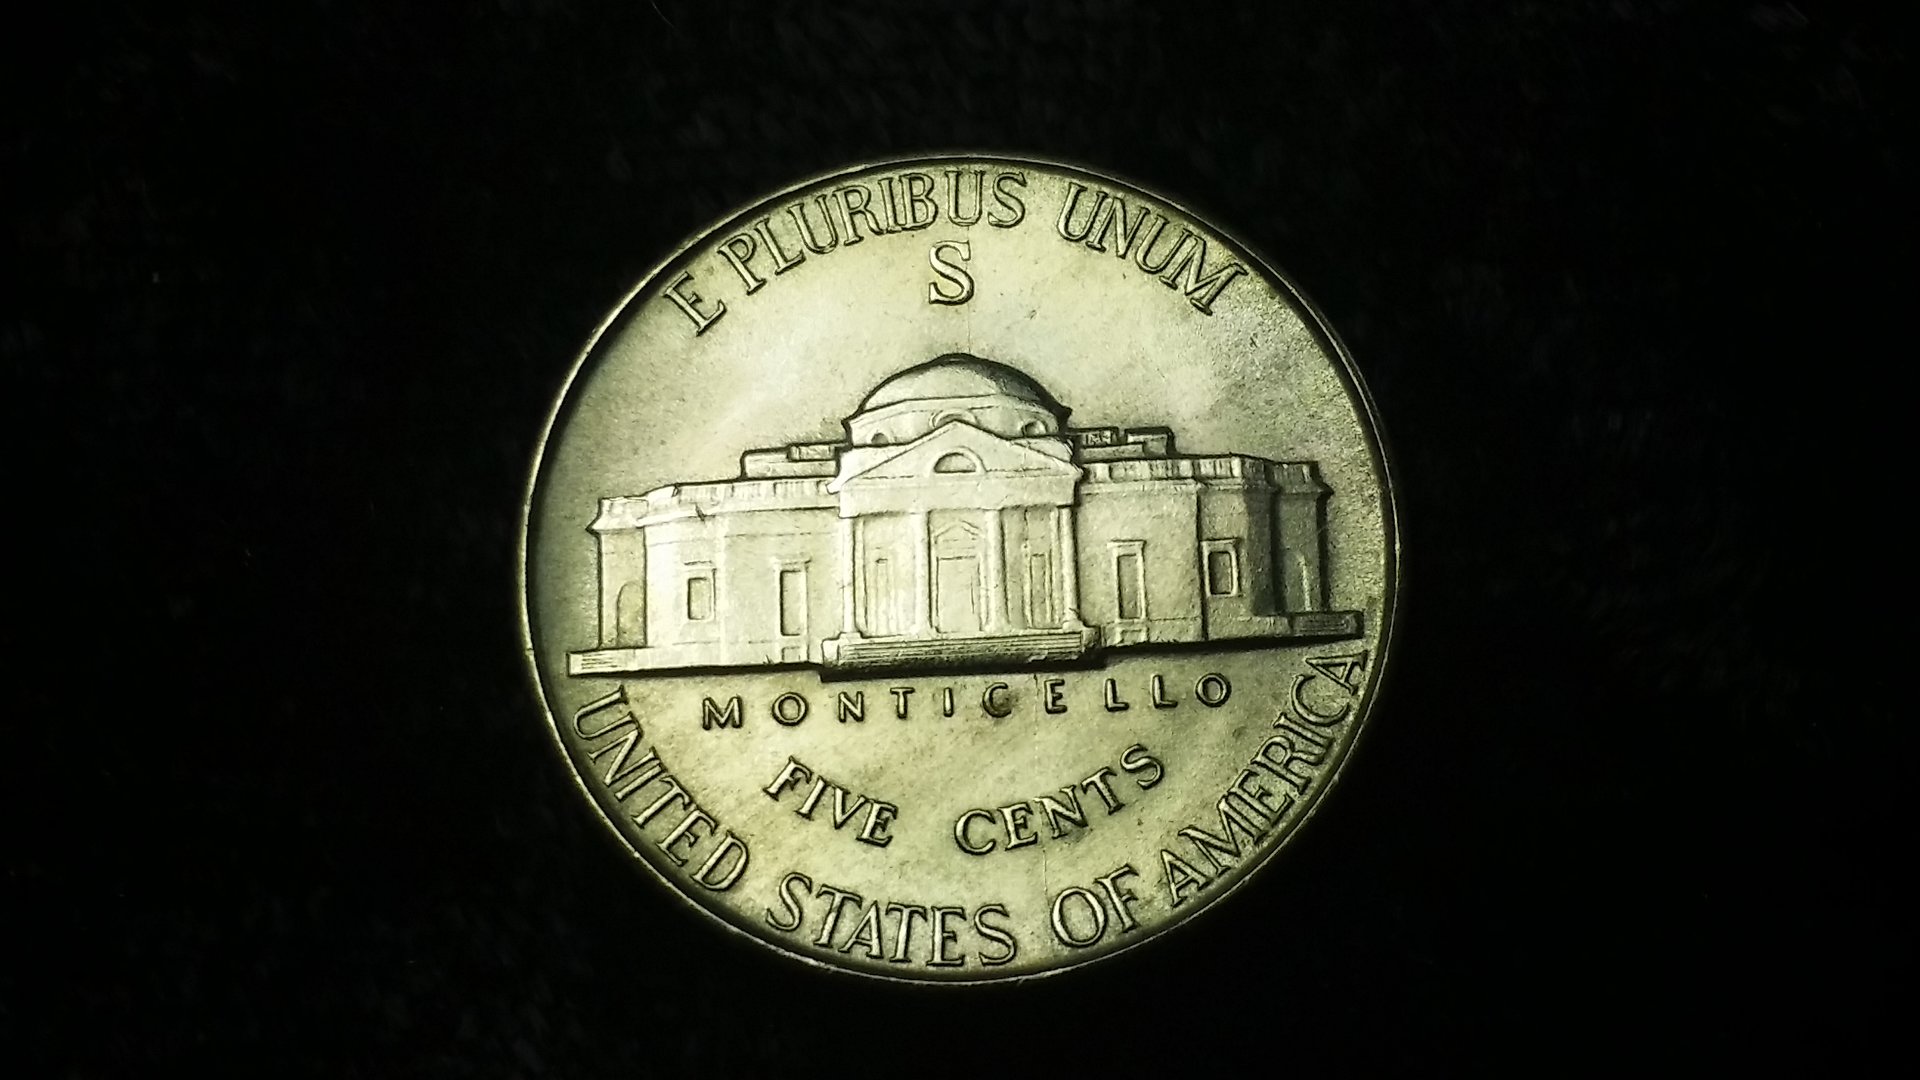 E PLURIBUS UNUM
S
MONTICELLO
FIVE CENTS
UNITED STATES OF AMERICA